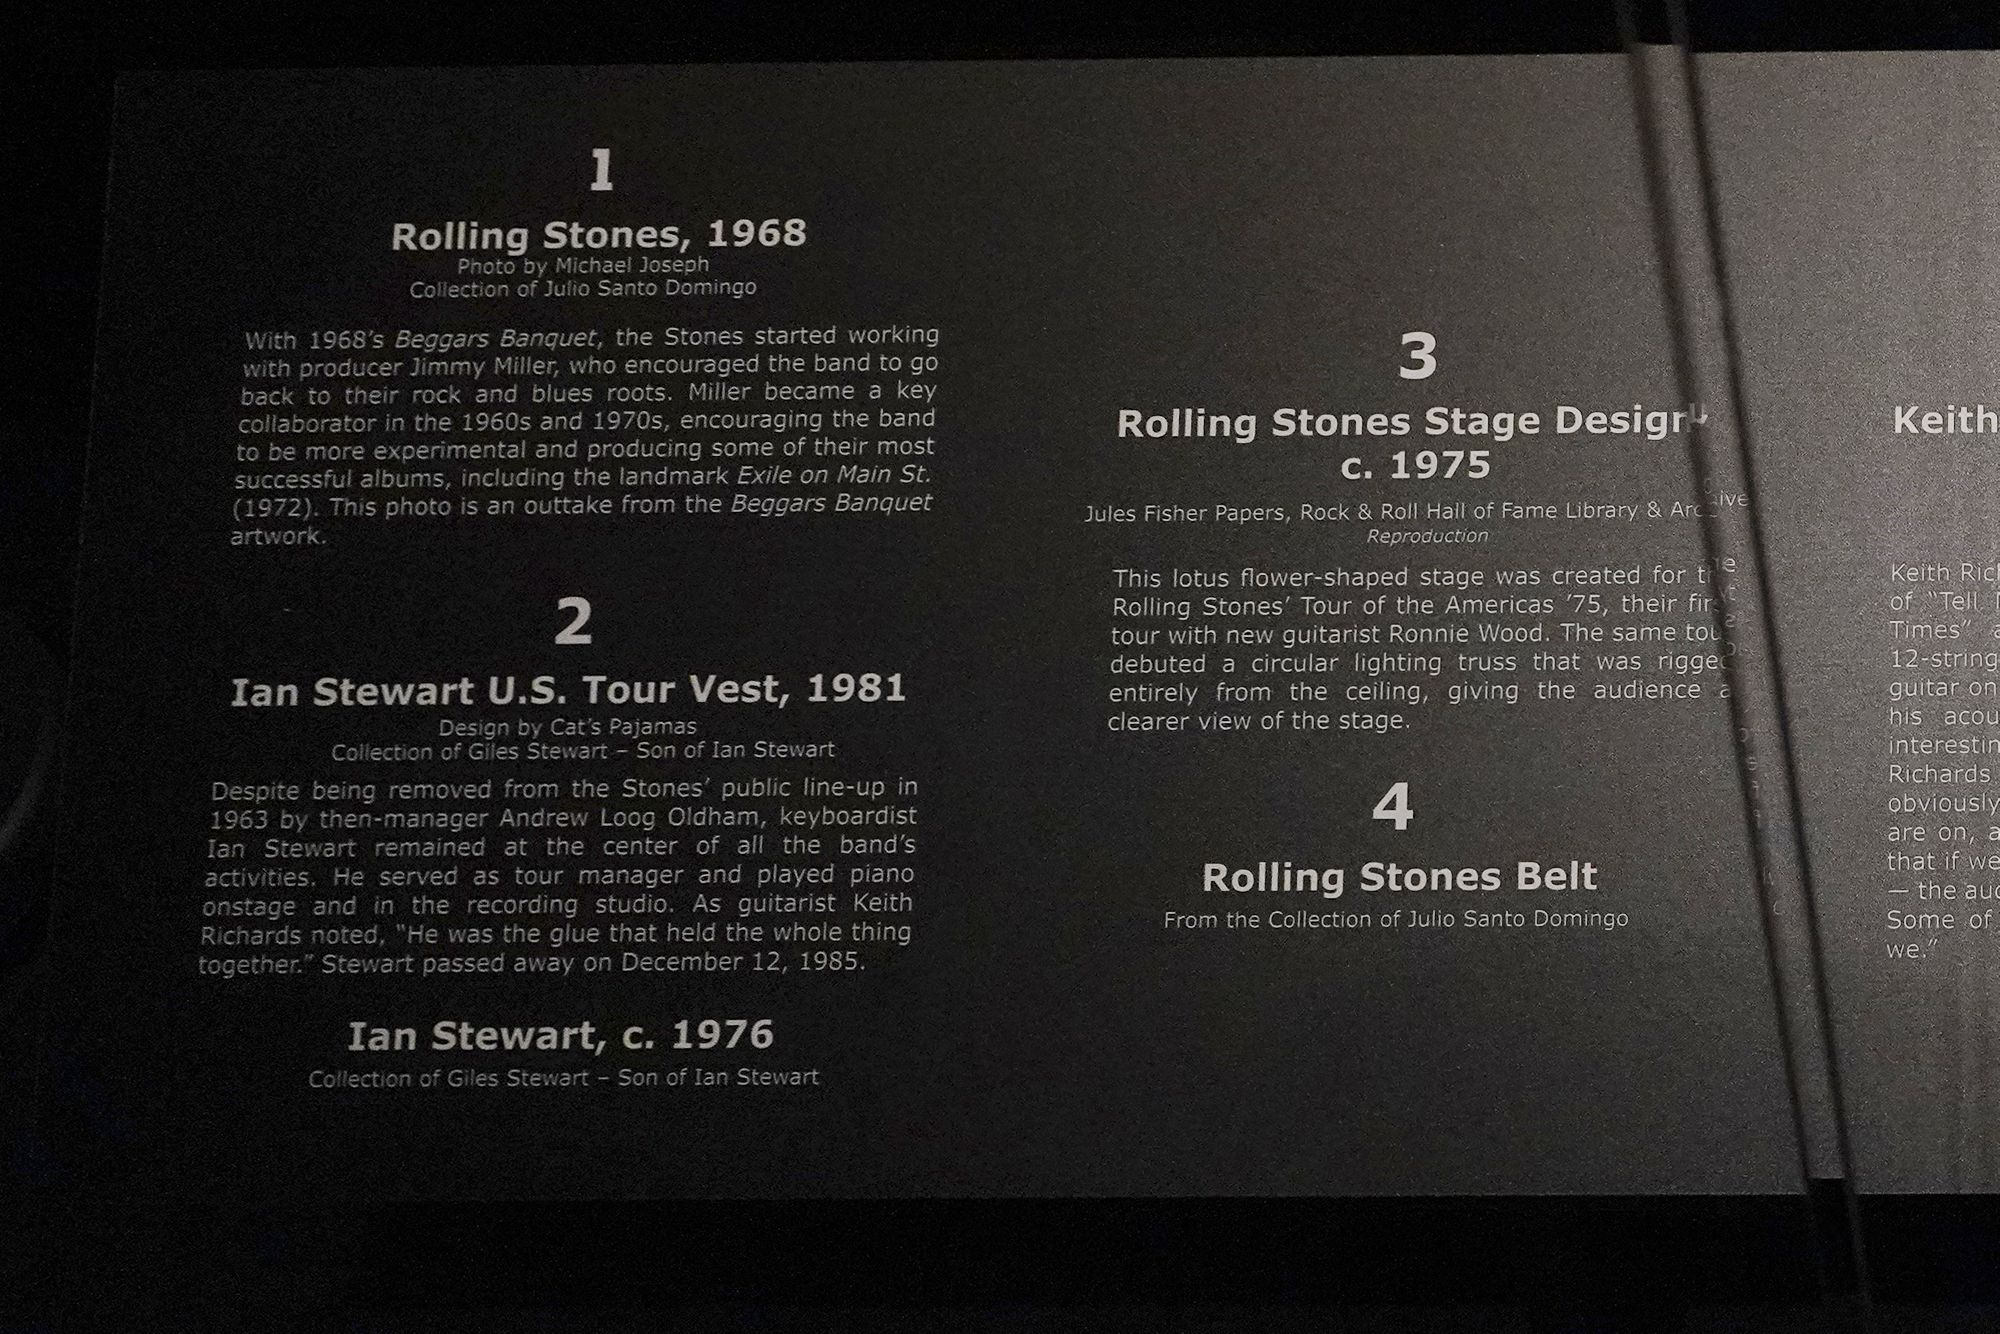 1
Rolling Stones, 1968
Photo by Michael Joseph
Collection of Julio Santo Domingo
With 1968's Beggars Banquet, the Stones started working
with producer Jimmy Miller, who encouraged the band to go
back to their rock and blues roots. Miller became a key
collaborator in the 1960s and 1970s, encouraging the band
to be more experimental and producing some of their most
successful albums, including the landmark Exile on Main St.
(1972). This photo is an outtake from the Beggars Banquet
artwork.
2
Ian Stewart U.S. Tour Vest, 1981
Design by Cat's Pajamas
Collection of Giles Stewart – Son of Ian Stewart
Despite being removed from the Stones' public line-up in
1963 by then-manager Andrew Loog Oldham, keyboardist
Ian Stewart remained at the center of all the band's
activities. He served as tour manager and played piano
onstage and in the recording studio. As guitarist Keith
Richards noted, "He was the glue that held the whole thing
together." Stewart passed away on December 12, 1985.
Ian Stewart, c. 1976
Collection of Giles Stewart – Son of Ian Stewart
3
Rolling Stones Stage Design
c. 1975
Jules Fisher Papers, Rock & Roll Hall of Fame Library & Archive
Reproduction
This lotus flower-shaped stage was created for the
Rolling Stones' Tour of the Americas '75, their first
tour with new guitarist Ronnie Wood. The same tour
debuted a circular lighting truss that was rigged
entirely from the ceiling, giving the audience a
clearer view of the stage.
4
Rolling Stones Belt
From the Collection of Julio Santo Domingo
Keith
Keith
of "Tell
Times"
12-string
guitar on
his
Richards
obviously
are on,
that if we
— the
Some of
we."